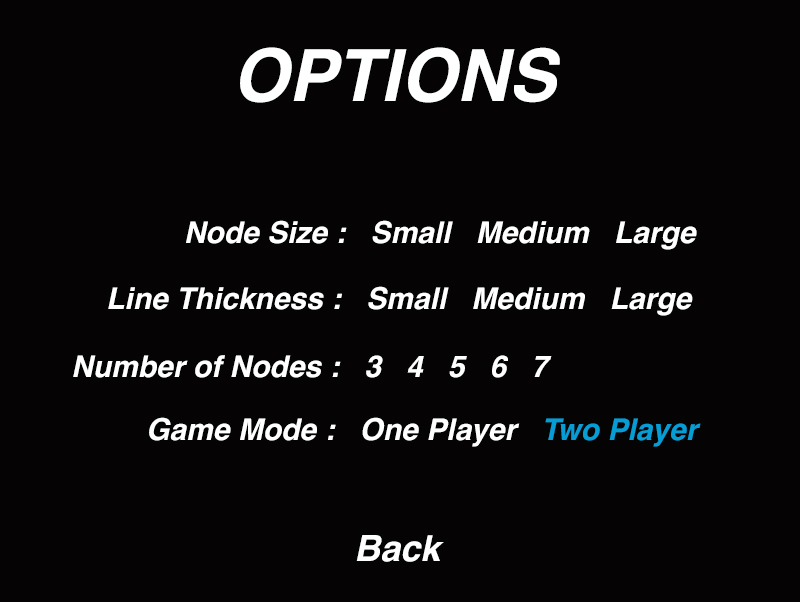 OPTIONS
Node Size : Small Medium Large
Line Thickness : Small Medium Large
Number of Nodes : 3 4 5 6 7
Game Mode : One Player Two Player
Back